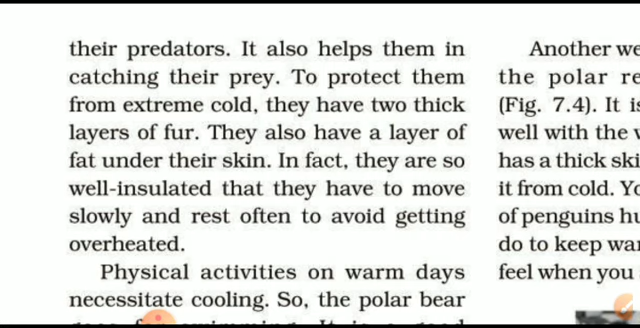 their predators. It also helps them in
catching their prey. To protect them
from extreme cold, they have two thick
layers of fur. They also have a layer of
fat under their skin. In fact, they are so
well-insulated that they have to move
slowly and rest often to avoid getting
overheated.
Physical activities on warm days
necessitate cooling. So, the polar bear
Another
the polar
(Fig. 7.4). It
well with the
has a thick
it from cold.
of penguins
do to keep
feel when you